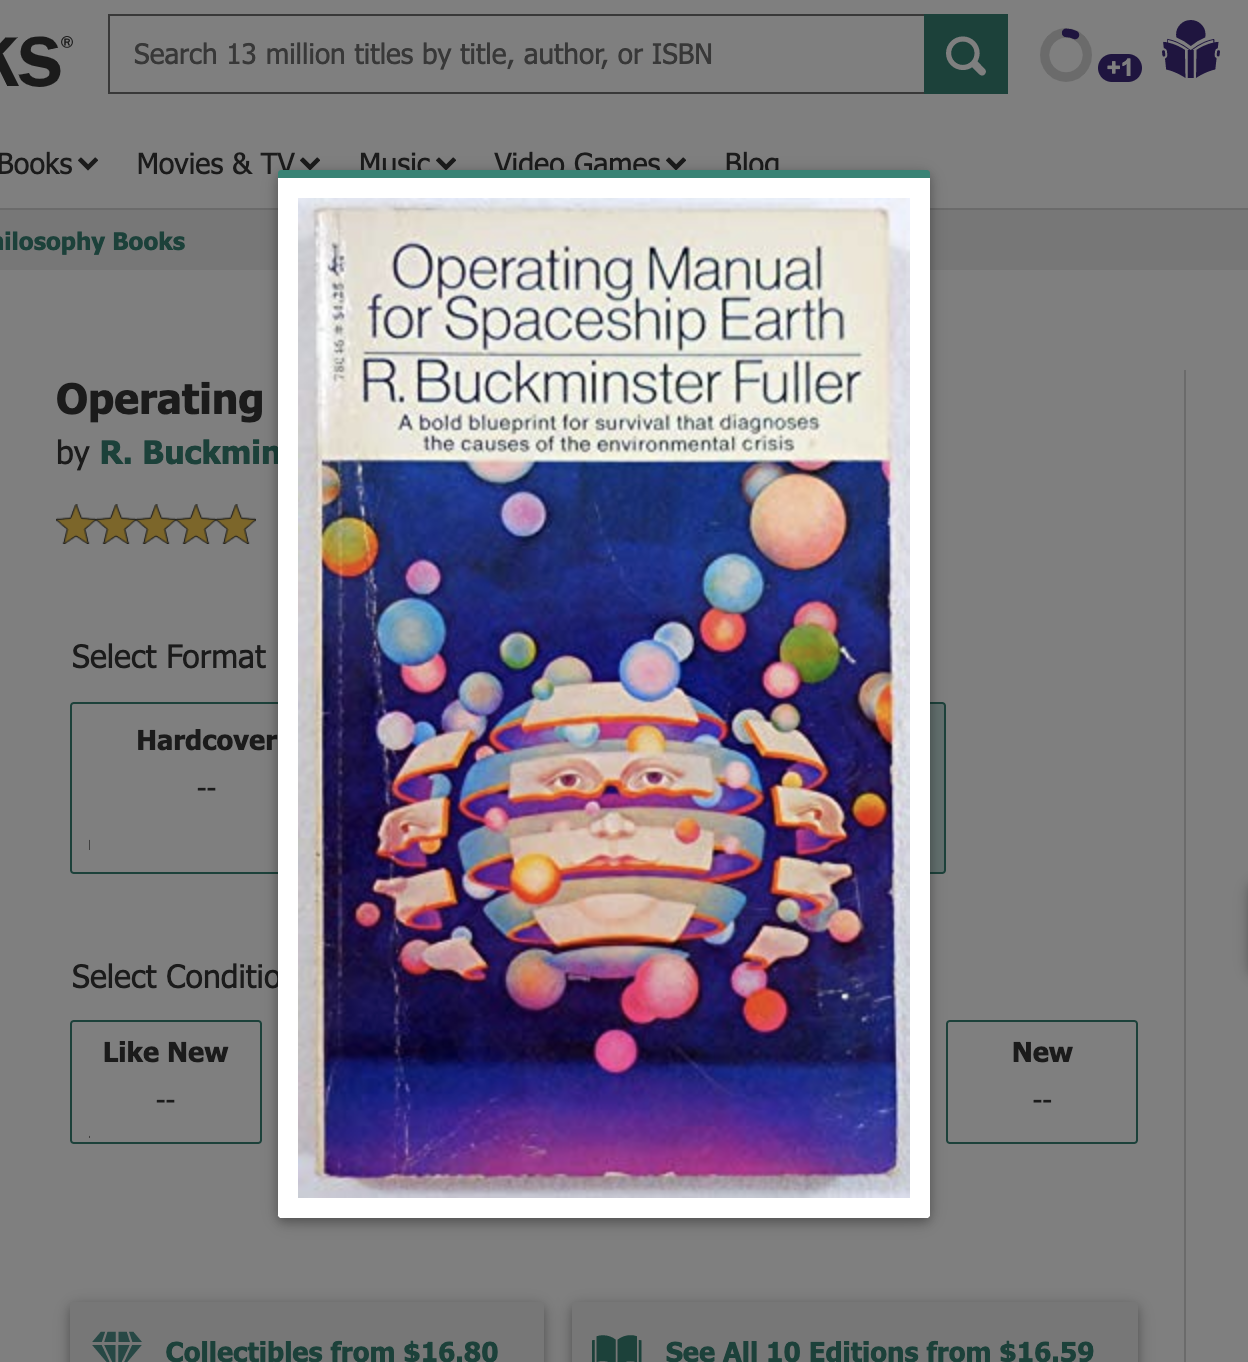 KS®
Search 13 million titles by title, author, or ISBN
+1
Books
Movies & TV
Music
Video Games
Blog
ilosophy Books
Operating Manual
for Spaceship Earth
R. Buckminster Fuller
A bold blueprint for survival that diagnoses
the causes of the environmental crisis
Operating
by R. Buckmin
Select Format
Hardcover
--
Select Conditio
Like New
--
New
--
Collectibles from $16.80
See All 10 Editions from $16.59